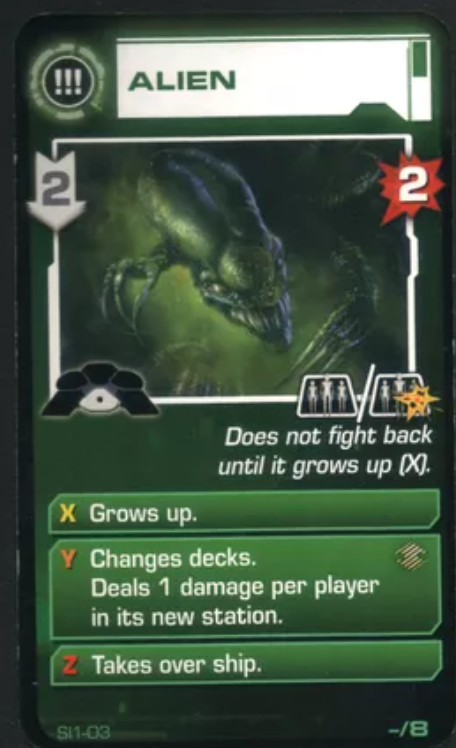 !!!
ALIEN
2
2
Does not fight back
until it grows up (X).
X Grows up.
Y Changes decks.
Deals 1 damage per player
in its new station.
Z Takes over ship.
SI1-03
-/8